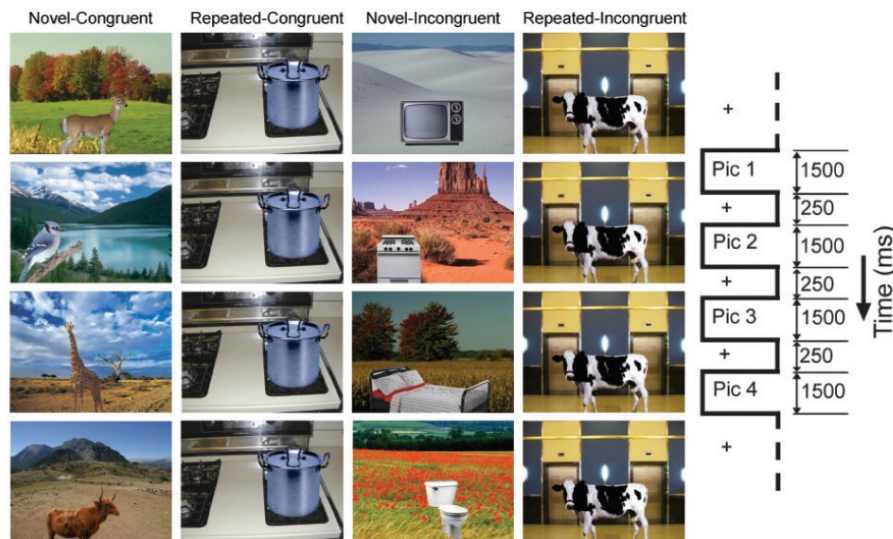 Novel-Congruent Repeated-Congruent Novel-Incongruent Repeated-Incongruent
+
Pic 1 1500
+ 250
Pic 2 1500
+ 250
Pic 3 1500
+ 250
Pic 4 1500
+
Time (ms)